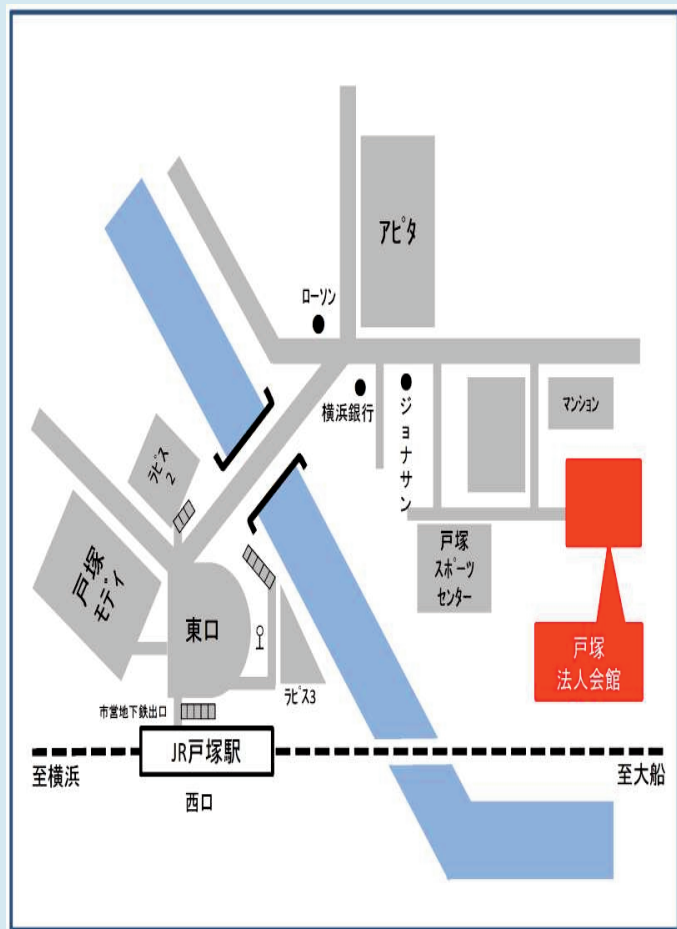 アピタ
ローソン
横浜銀行
ジョナサン
マンション
ラピス
2
戸塚
モディ
戸塚
スポーツ
センター
東口
戸塚
法人会館
ラピス3
市営地下鉄出口
JR戸塚駅
至横浜
至大船
西口